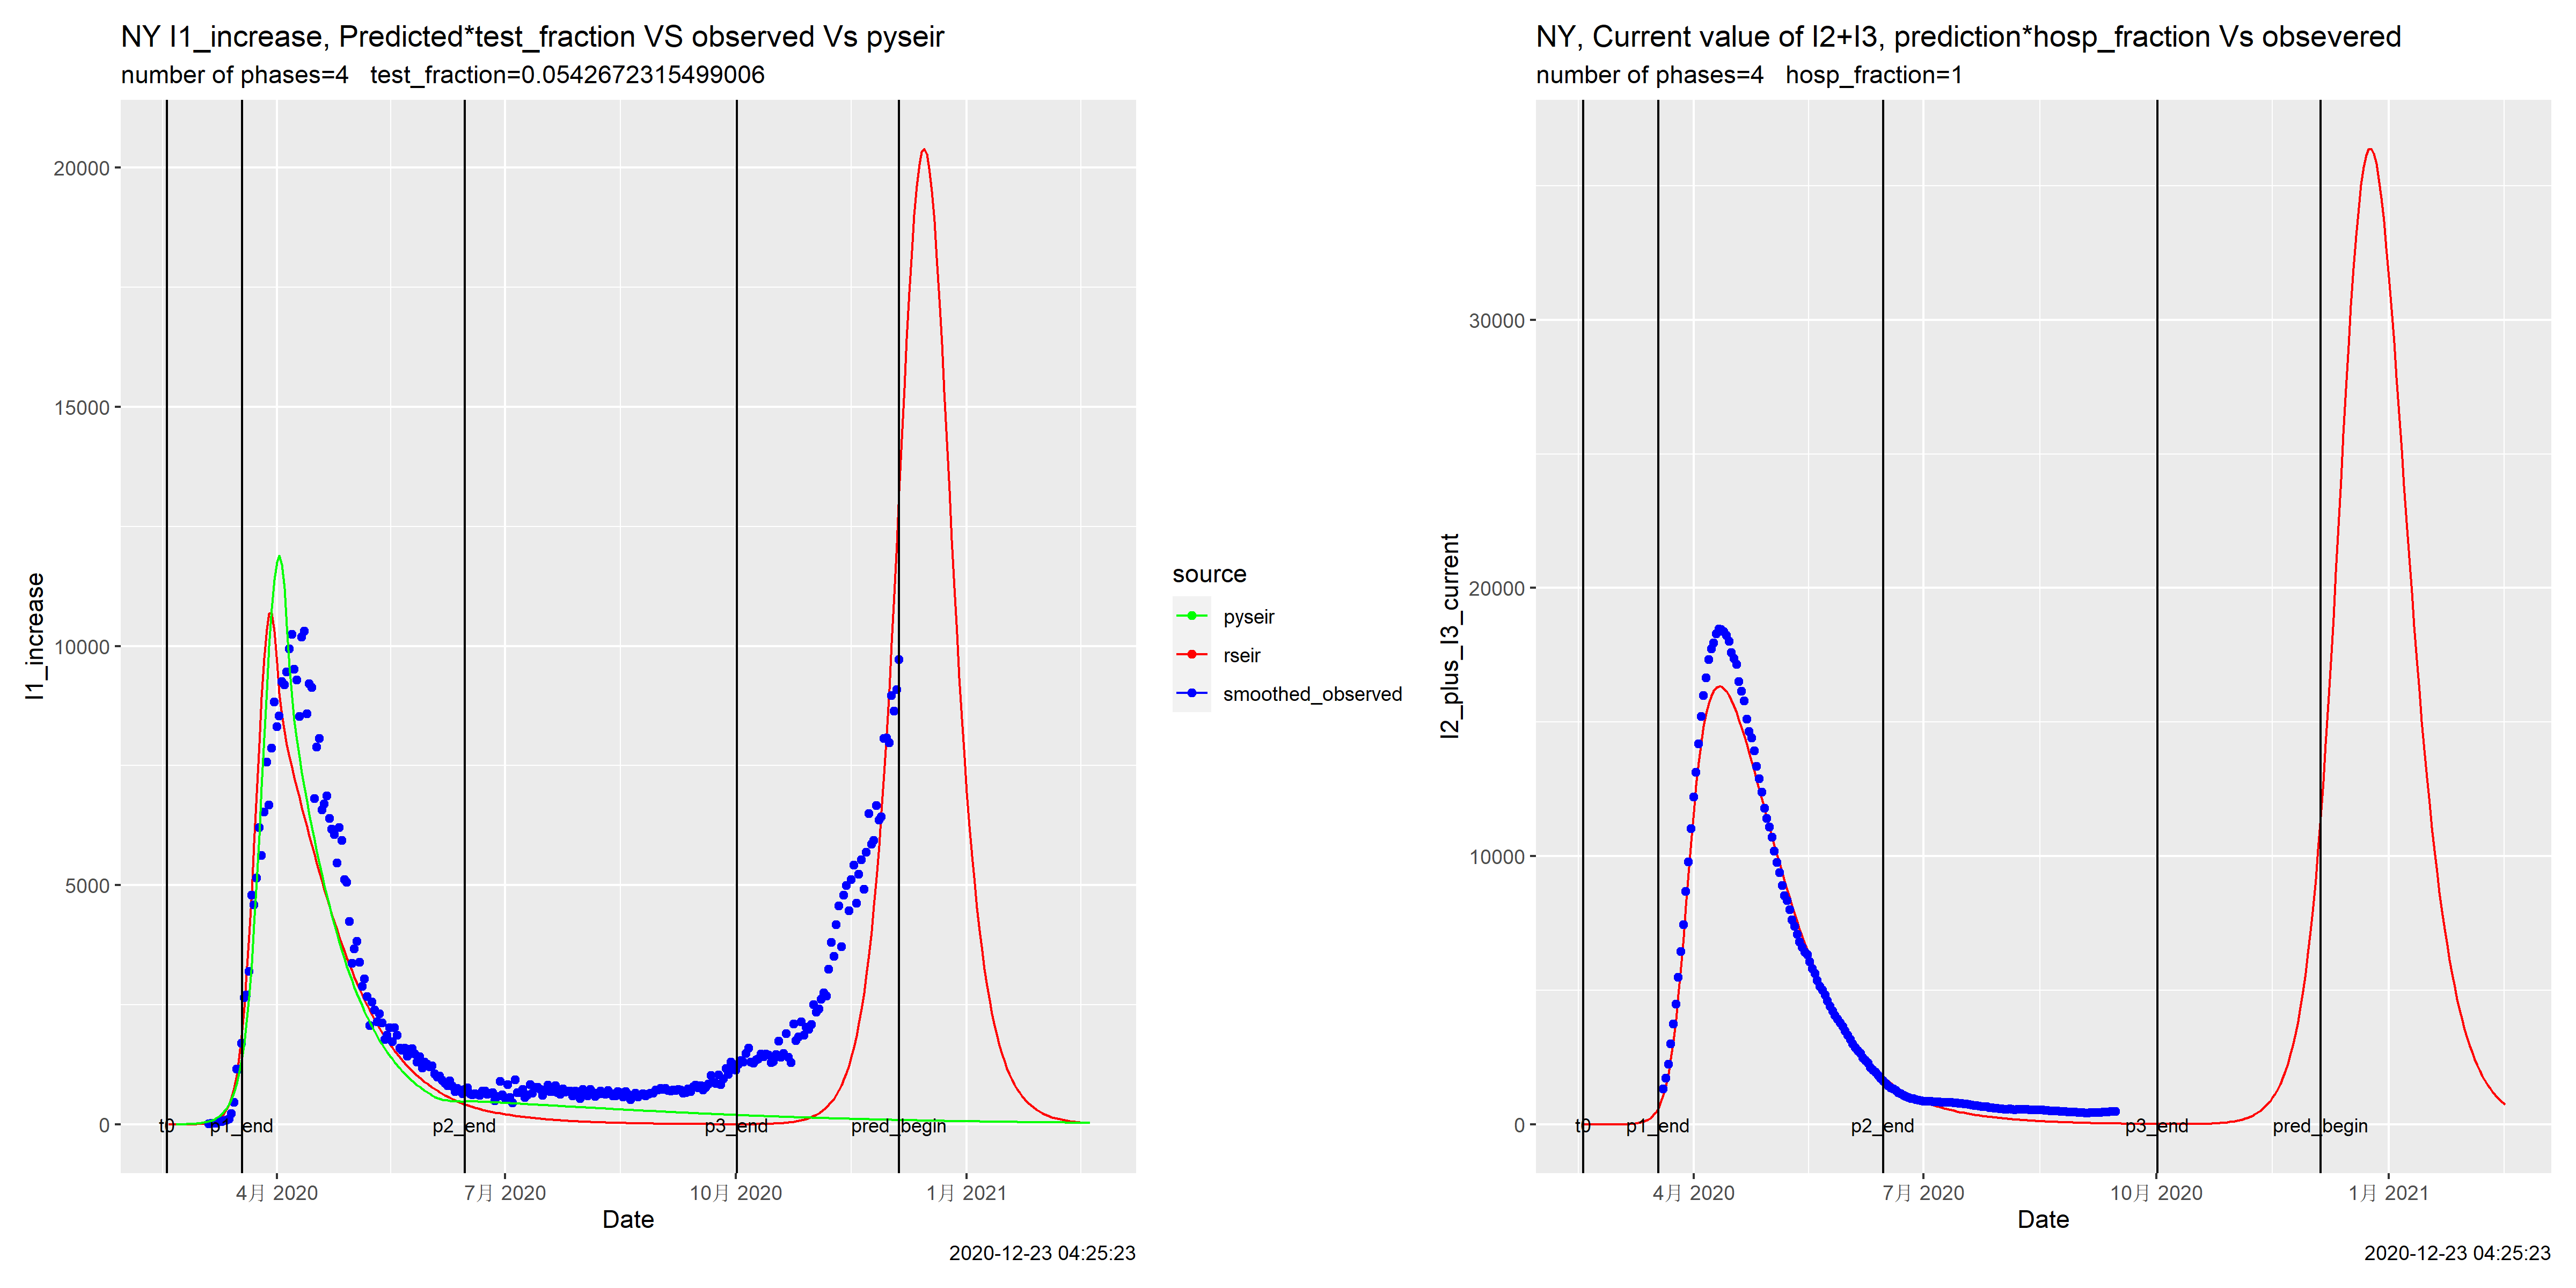 NY I1_increase, Predicted*test_fraction VS observed Vs pyseir
number of phases=4 test_fraction=0.0542672315499006
I1_increase
20000
15000
10000
5000
0
t0
p1_end
p2_end
p3_end
pred_begin
4月 2020
7月 2020
10月 2020
1月 2021
Date
2020-12-23 04:25:23
source
pyseir
rseir
smoothed_observed
NY, Current value of I2+I3, prediction*hosp_fraction Vs obsevered
number of phases=4 hosp_fraction=1
I2_plus_I3_current
30000
20000
10000
0
t0
p1_end
p2_end
p3_end
pred_begin
4月 2020
7月 2020
10月 2020
1月 2021
Date
2020-12-23 04:25:23